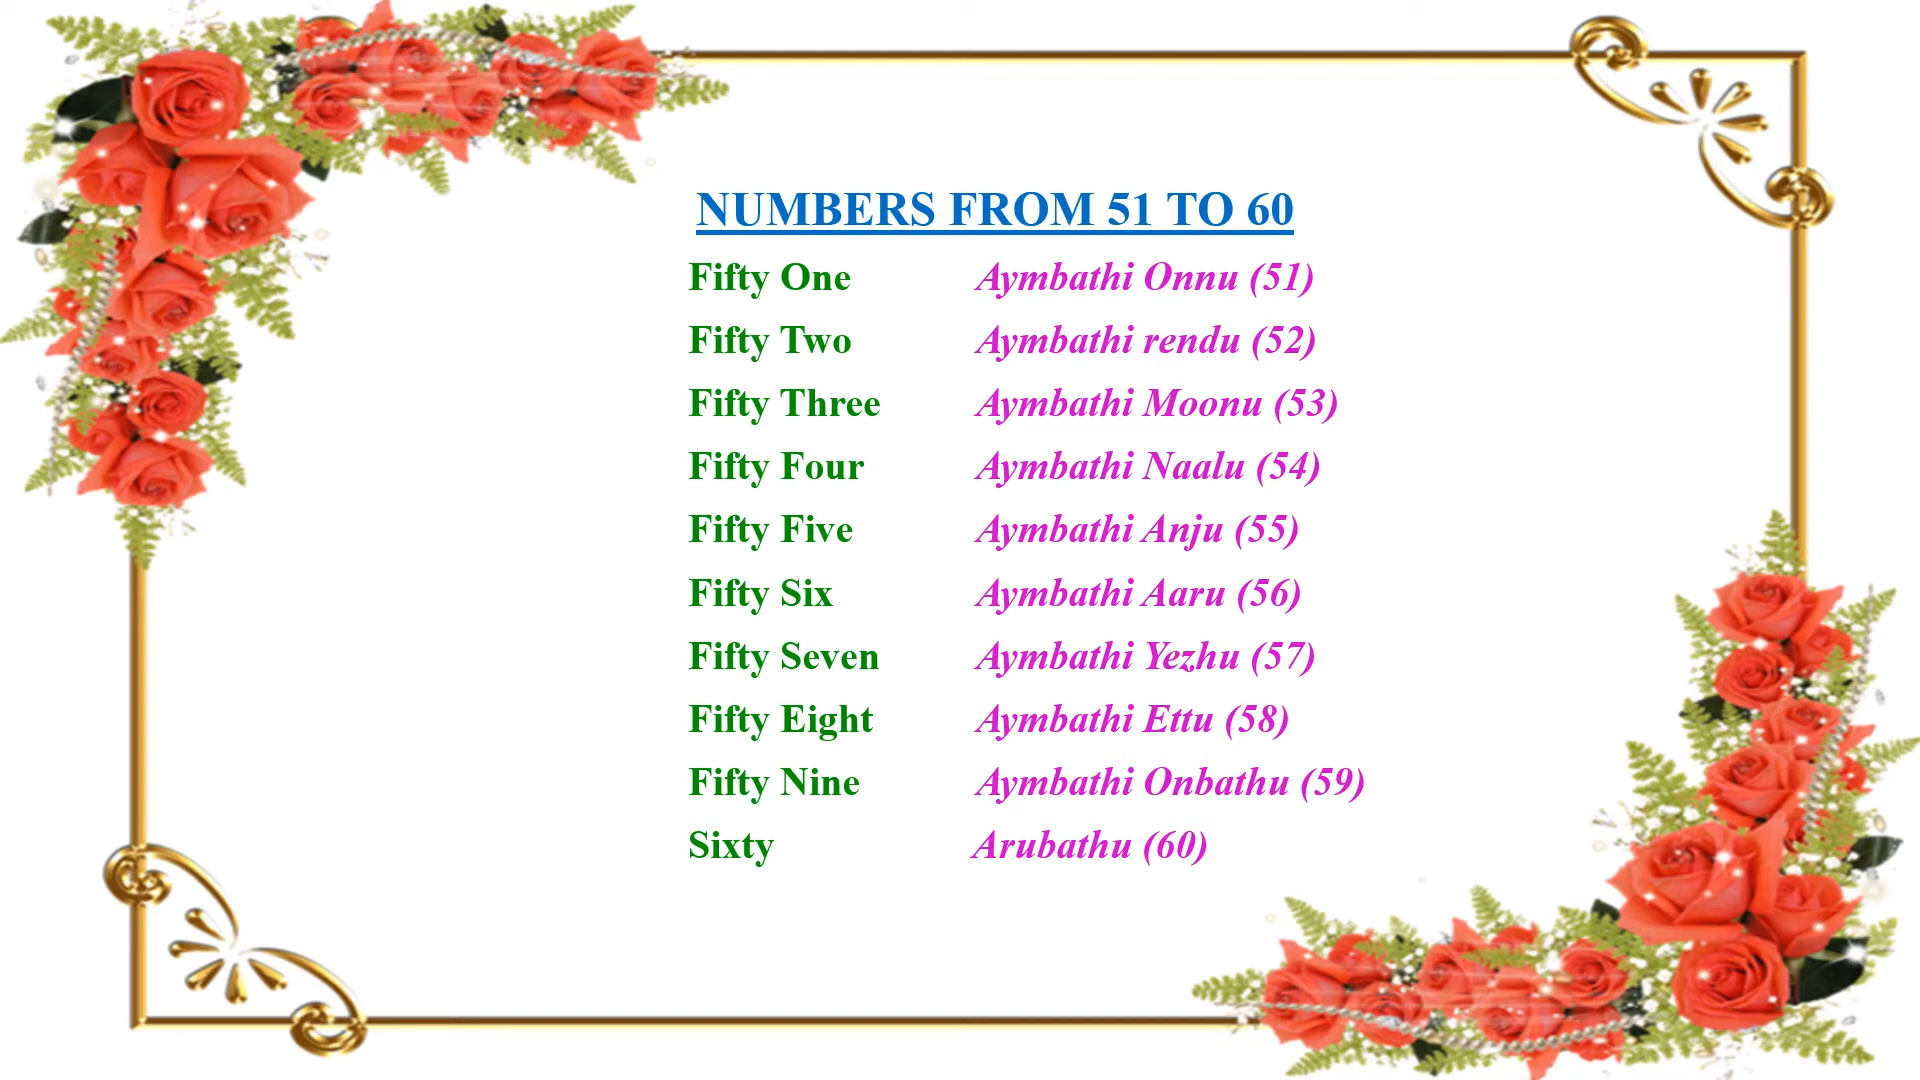 NUMBERS FROM 51 TO 60
Fifty One Aymbathi Onnu (51)
Fifty Two Aymbathi rendu (52)
Fifty Three Aymbathi Moonu (53)
Fifty Four Aymbathi Naalu (54)
Fifty Five Aymbathi Anju (55)
Fifty Six Aymbathi Aaru (56)
Fifty Seven Aymbathi Yezhu (57)
Fifty Eight Aymbathi Ettu (58)
Fifty Nine Aymbathi Onbathu (59)
Sixty Arubathu (60)